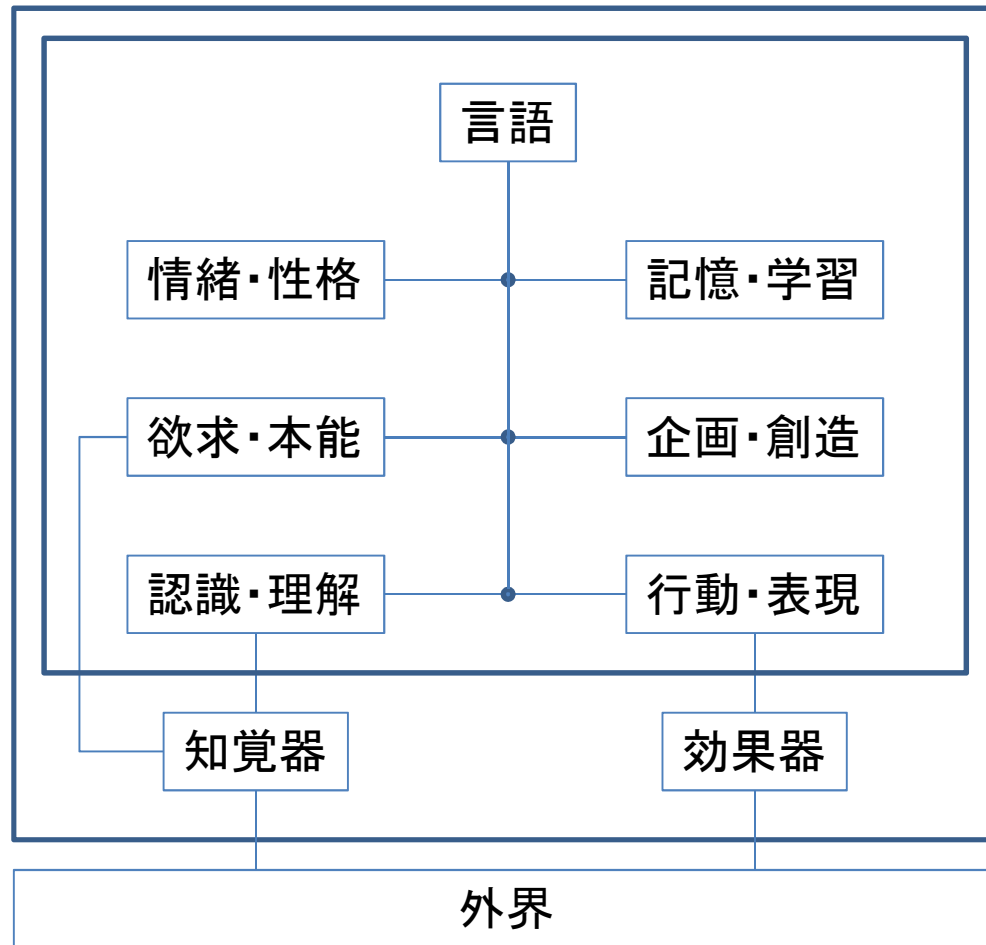 言語
情緒・性格
記憶・学習
欲求・本能
企画・創造
認識・理解
行動・表現
知覚器
効果器
外界